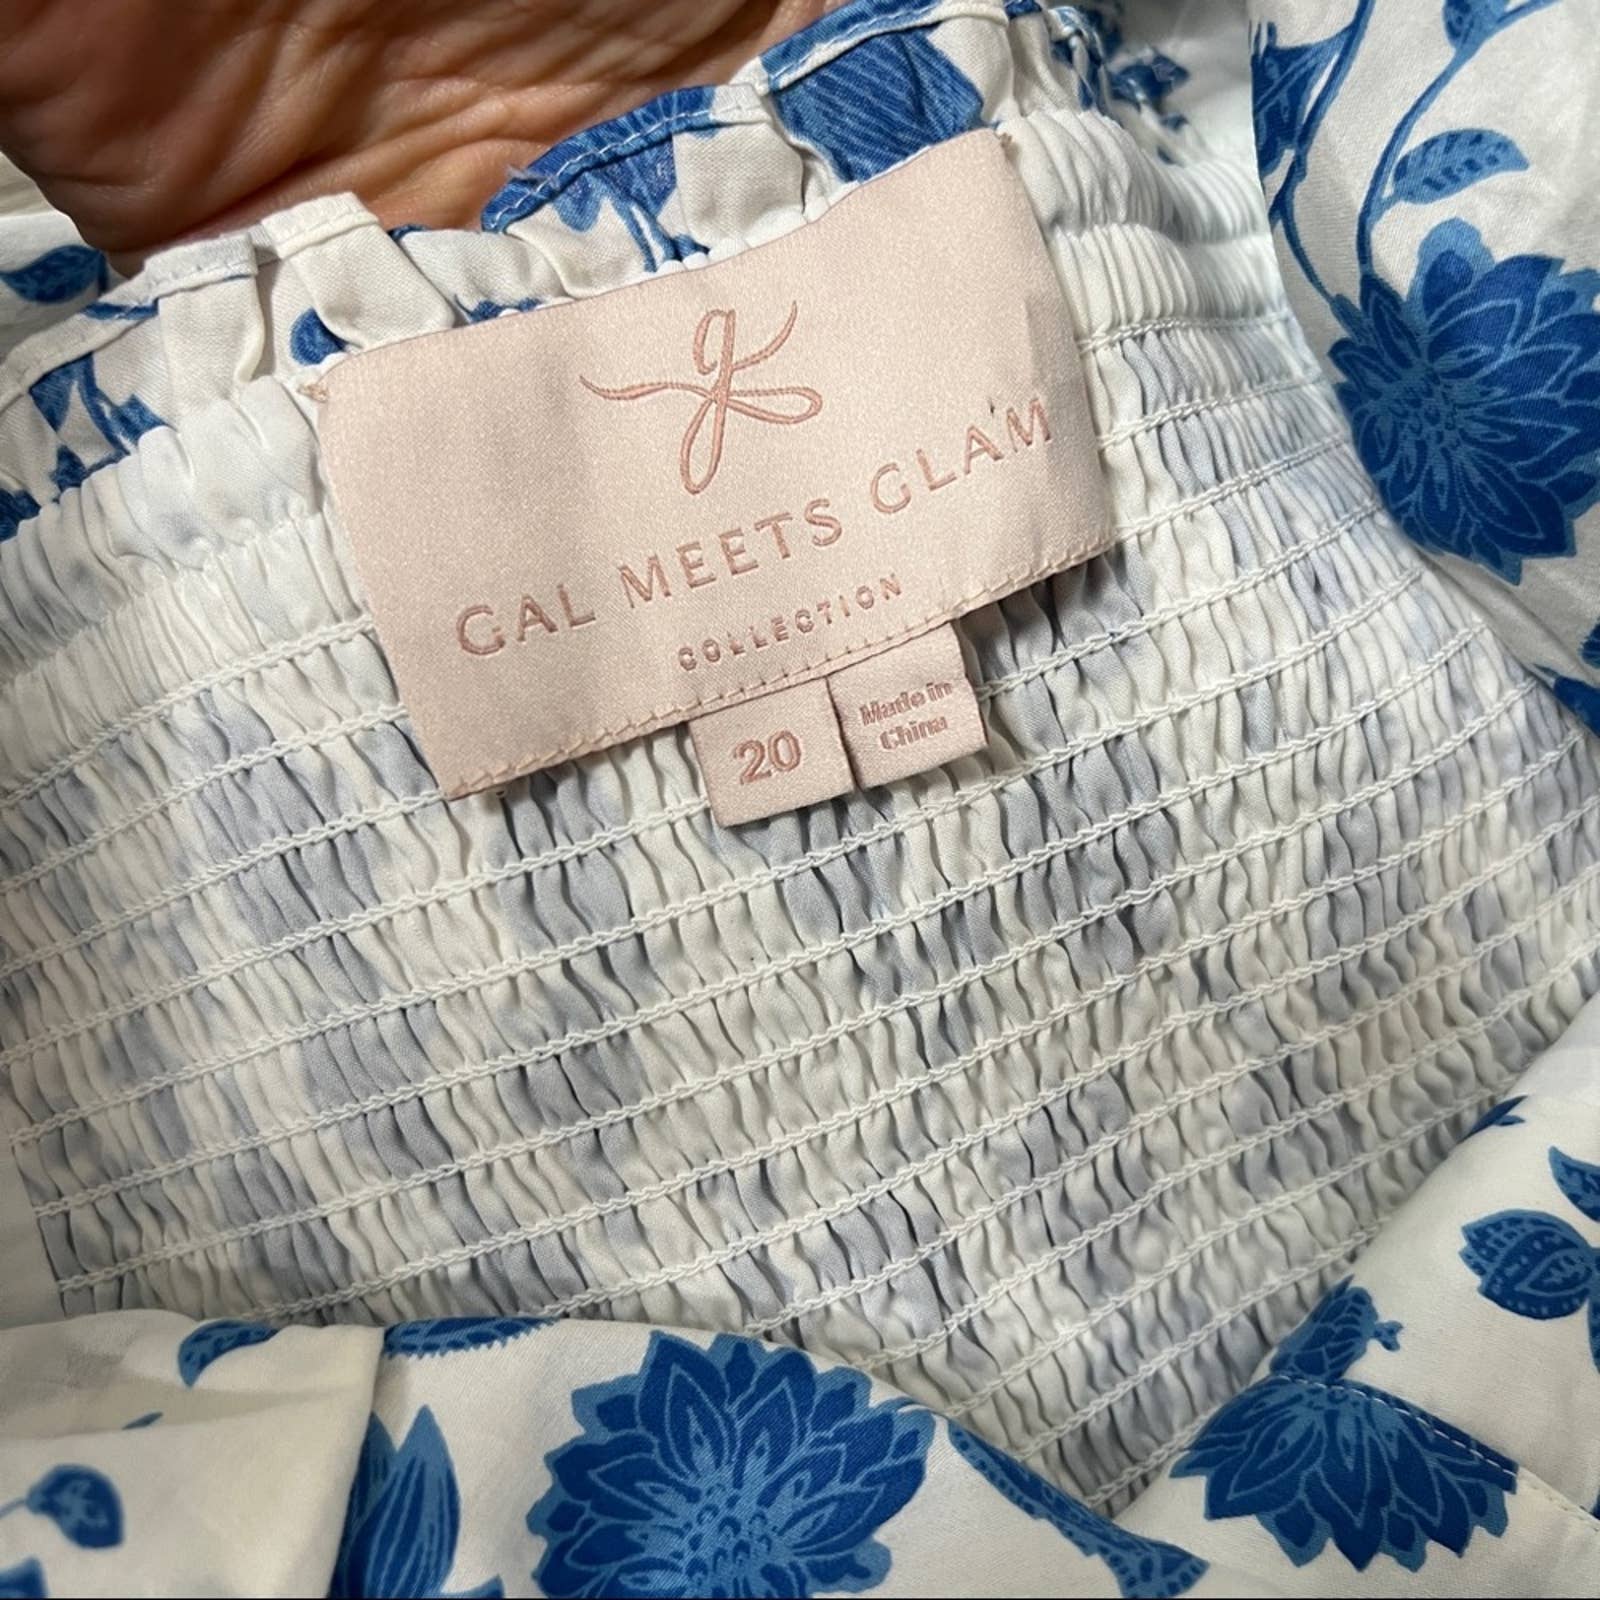 g
GAL MEETS GLAM
COLLECTION
20
Made in
China